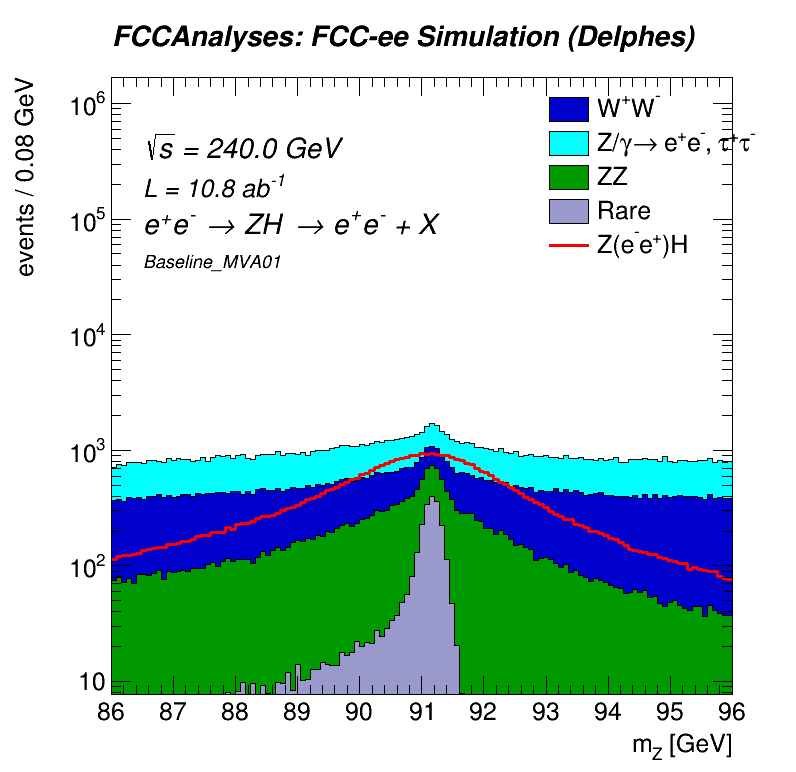 FCCAnalyses: FCC-ee Simulation (Delphes)
events / 0.08 GeV
10⁶
10⁵
10⁴
10³
10²
10
√s = 240.0 GeV
L = 10.8 ab⁻¹
e⁺e⁻ → ZH → e⁺e⁻ + X
Baseline_MVA01
W⁺W⁻
Z/γ→ e⁺e⁻, τ⁺τ⁻
ZZ
Rare
Z(e⁻e⁺)H
86 87 88 89 90 91 92 93 94 95 96
m_Z [GeV]